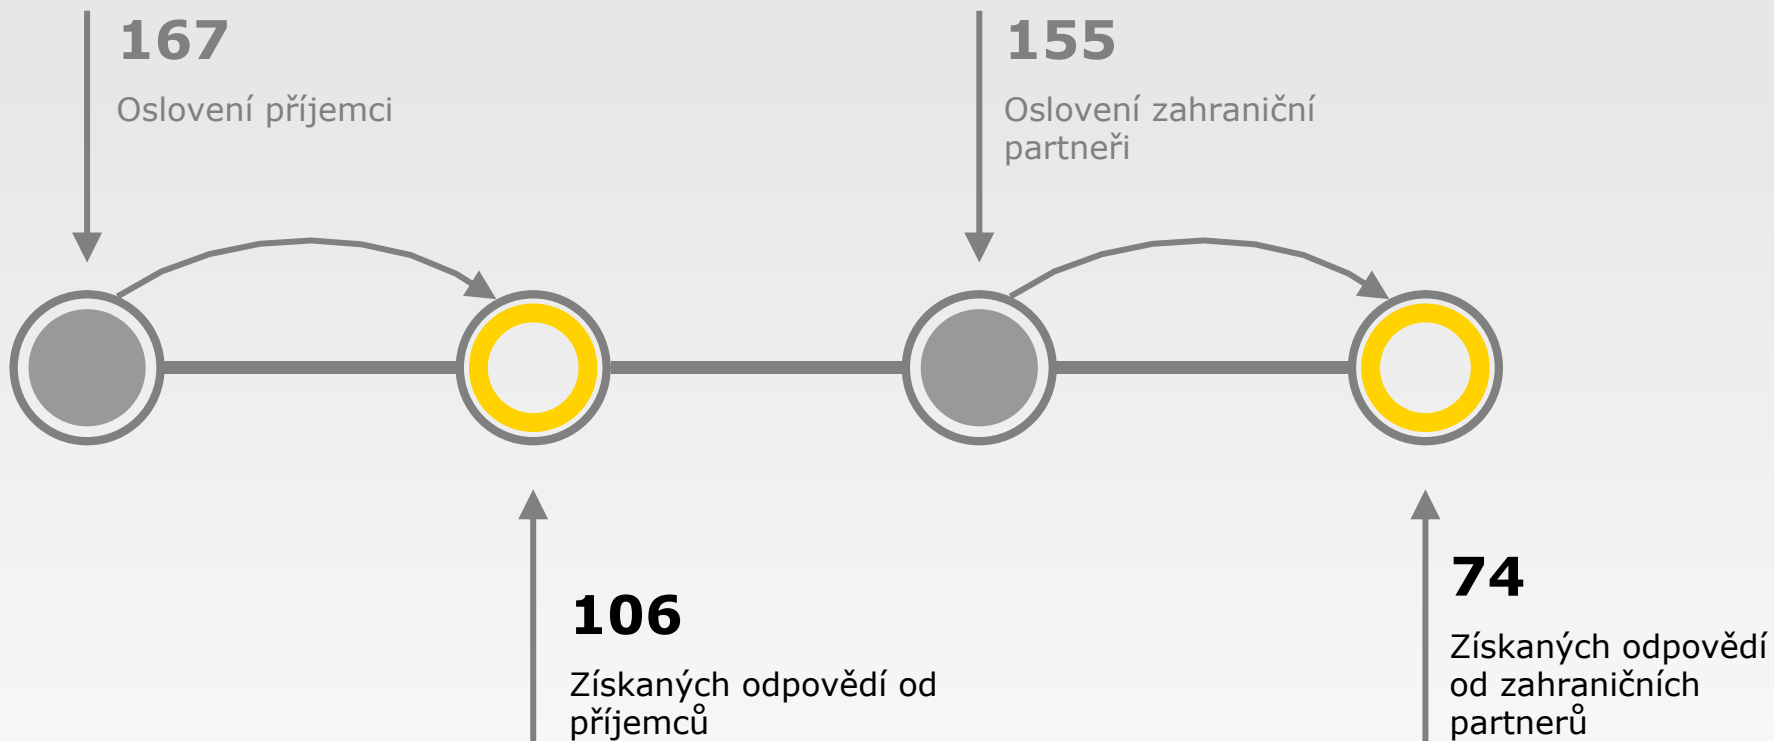 167
Oslovení příjemci
155
Oslovení zahraniční
partneři
106
Získaných odpovědí od
příjemců
74
Získaných odpovědí
od zahraničních
partnerů